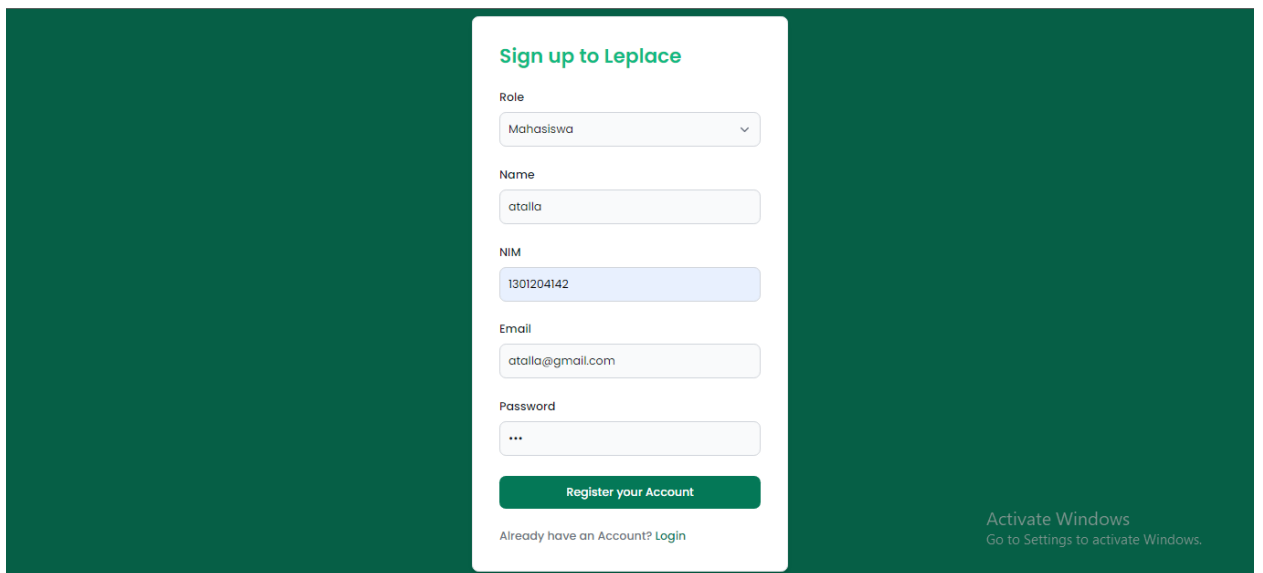 Sign up to Leplace
Role
Mahasiswa
Name
atalla
NIM
1301204142
Email
atalla@gmail.com
Password
•••
Register your Account
Already have an Account? Login
Activate Windows
Go to Settings to activate Windows.